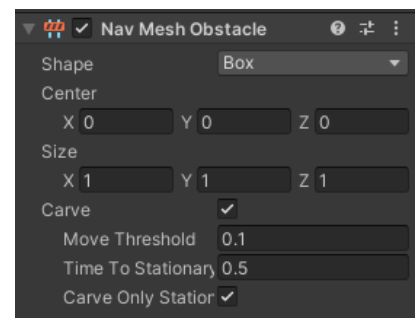 Nav Mesh Obstacle
Shape Box
Center
X 0 Y 0 Z 0
Size
X 1 Y 1 Z 1
Carve
Move Threshold 0.1
Time To Stationary 0.5
Carve Only Station